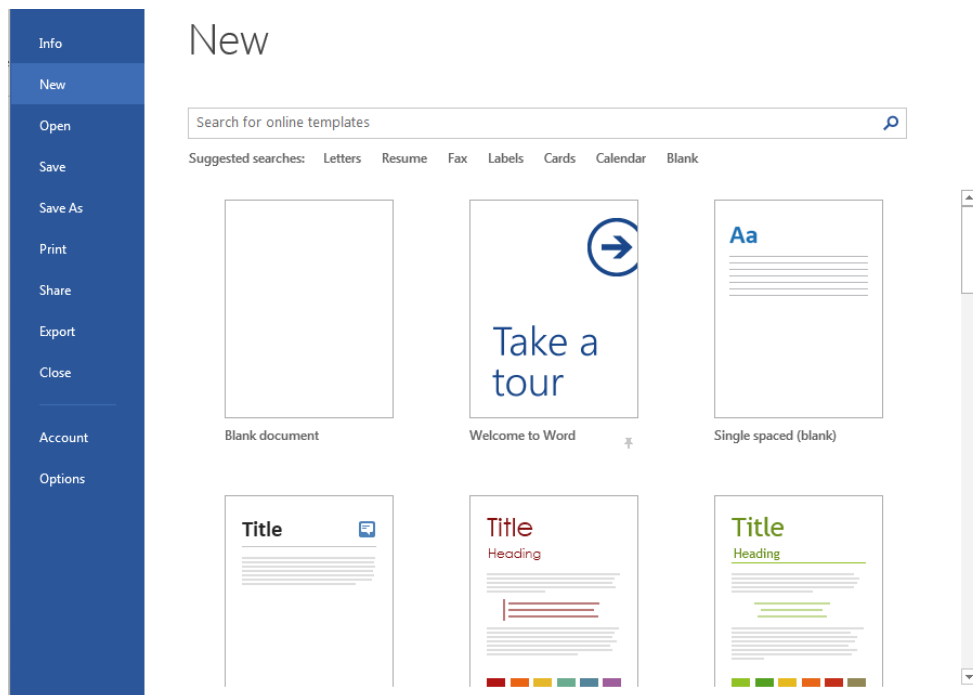 Info
New
Open
Save
Save As
Print
Share
Export
Close
Account
Options
New
Search for online templates
Suggested searches: Letters Resume Fax Labels Cards Calendar Blank
Take a
tour
Aa
Blank document
Welcome to Word
Single spaced (blank)
Title
Title
Heading
Title
Heading